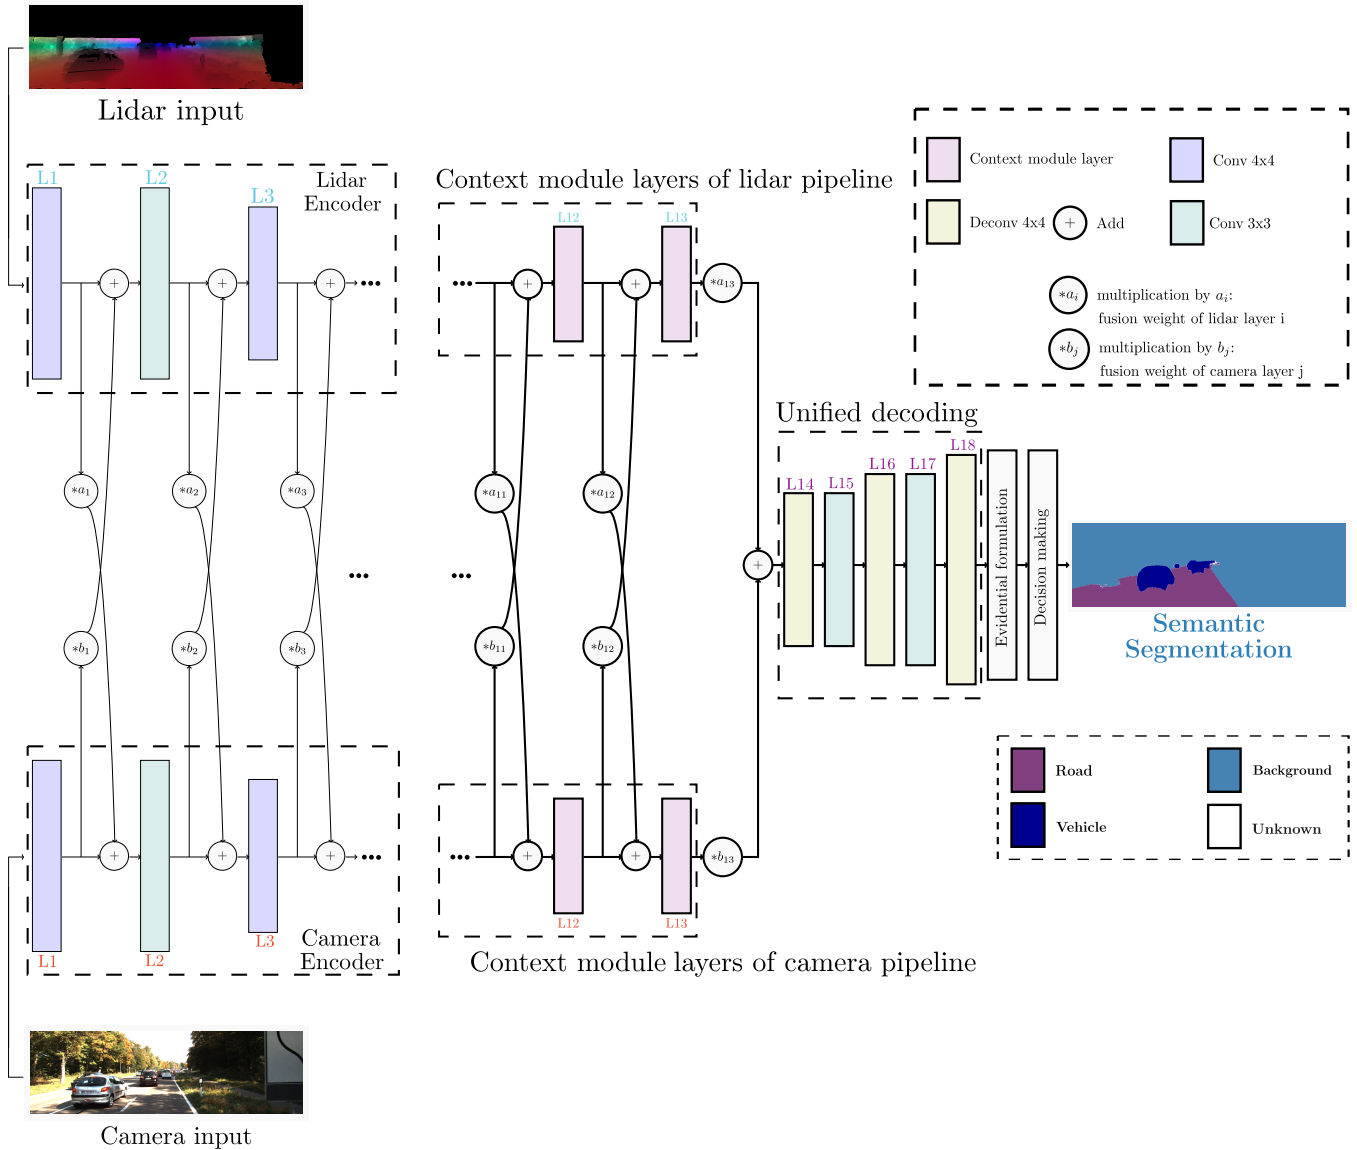 Lidar input
L1
L2
L3
Lidar
Encoder
+
+
+
•••
Context module layers of lidar pipeline
L12
L13
•••
+
+
*a13
Context module layer
Conv 4x4
Deconv 4x4
+
Add
Conv 3x3
*ai
multiplication by ai:
fusion weight of lidar layer i
*bj
multiplication by bj:
fusion weight of camera layer j
*a1
*a2
*a3
*a11
*a12
•••
•••
*b1
*b2
*b3
*b11
*b12
+
Unified decoding
L14
L15
L16
L17
L18
Evidential formulation
Decision making
Semantic
Segmentation
Road
Background
Vehicle
Unknown
+
+
+
•••
L1
L2
L3
Camera
Encoder
•••
+
+
*b13
L12
L13
Context module layers of camera pipeline
Camera input